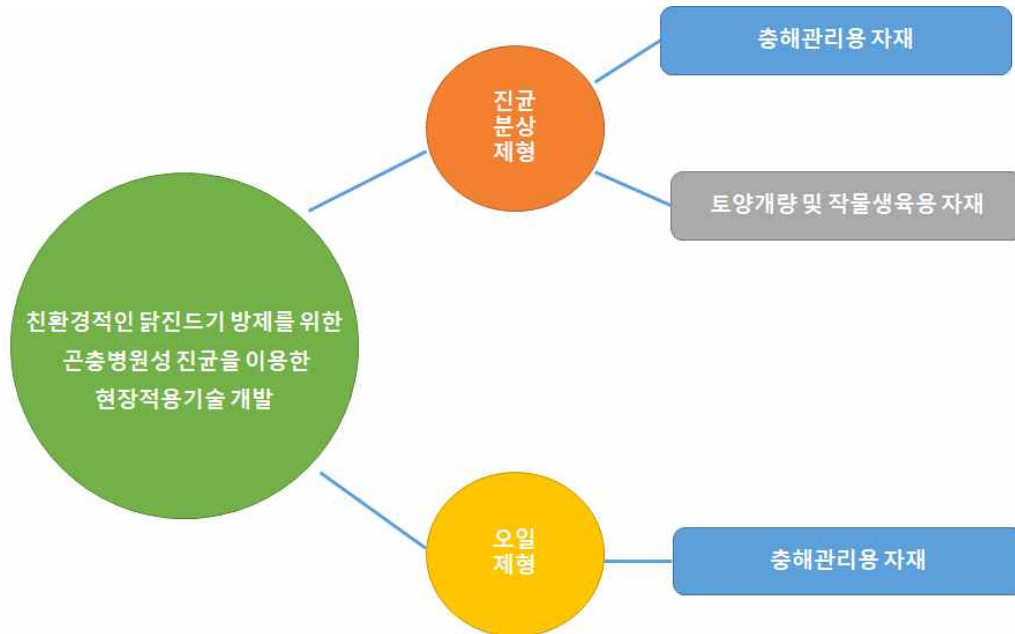 충해관리용 자재
진균
분상
제형
토양개량 및 작물생육용 자재
친환경적인 닭진드기 방제를 위한
곤충병원성 진균을 이용한
현장적용기술 개발
오일
제형
충해관리용 자재